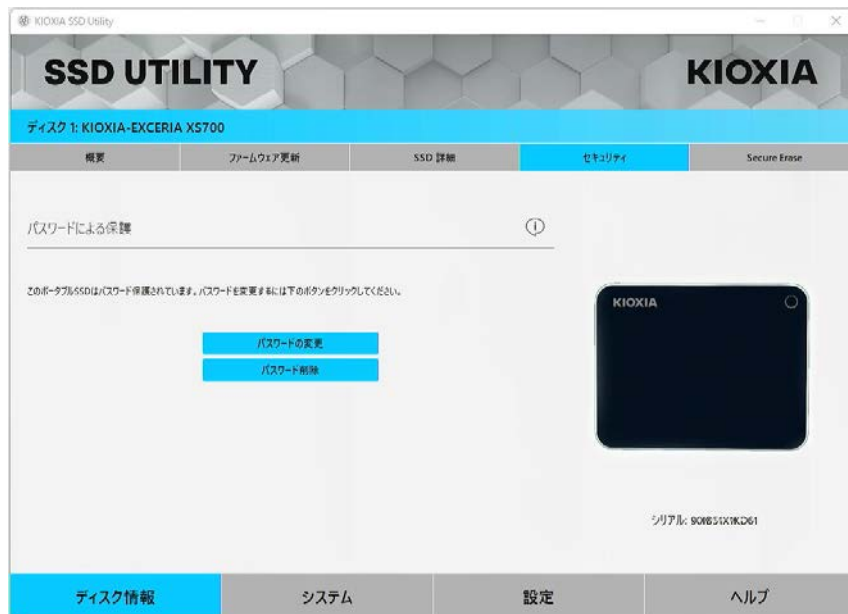 KIOXIA SSD Utility
SSD UTILITY
KIOXIA
ディスク 1: KIOXIA-EXCERIA XS700
概要
ファームウェア更新
SSD 詳細
セキュリティ
Secure Erase
パスワードによる保護
このポータブルSSDはパスワード保護されています。パスワードを変更するには下のボタンをクリックしてください。
パスワードの変更
パスワード削除
KIOXIA
シリアル:
ディスク情報
システム
設定
ヘルプ